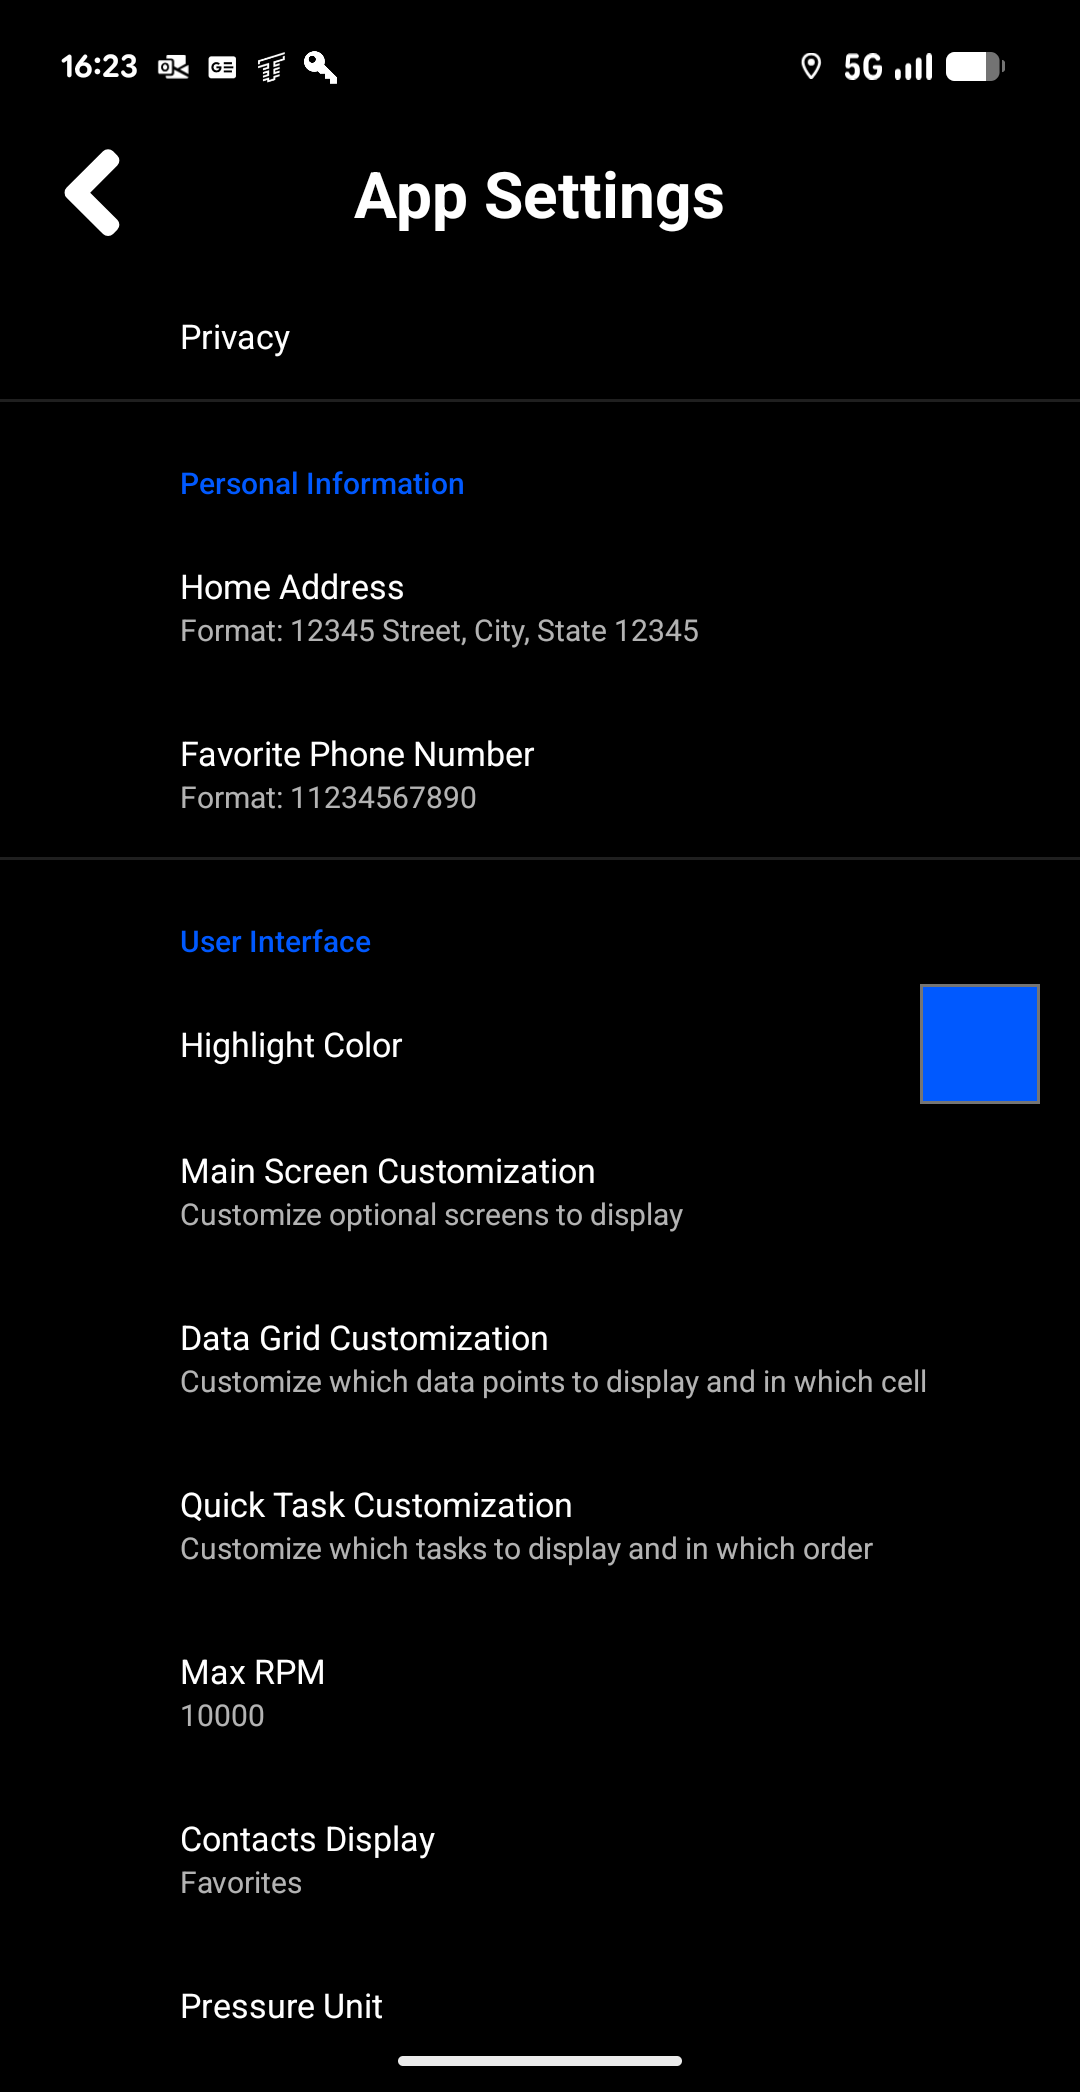 16:23 5G
App Settings
Privacy
Personal Information
Home Address
Format: 12345 Street, City, State 12345
Favorite Phone Number
Format: 11234567890
User Interface
Highlight Color
Main Screen Customization
Customize optional screens to display
Data Grid Customization
Customize which data points to display and in which cell
Quick Task Customization
Customize which tasks to display and in which order
Max RPM
10000
Contacts Display
Favorites
Pressure Unit